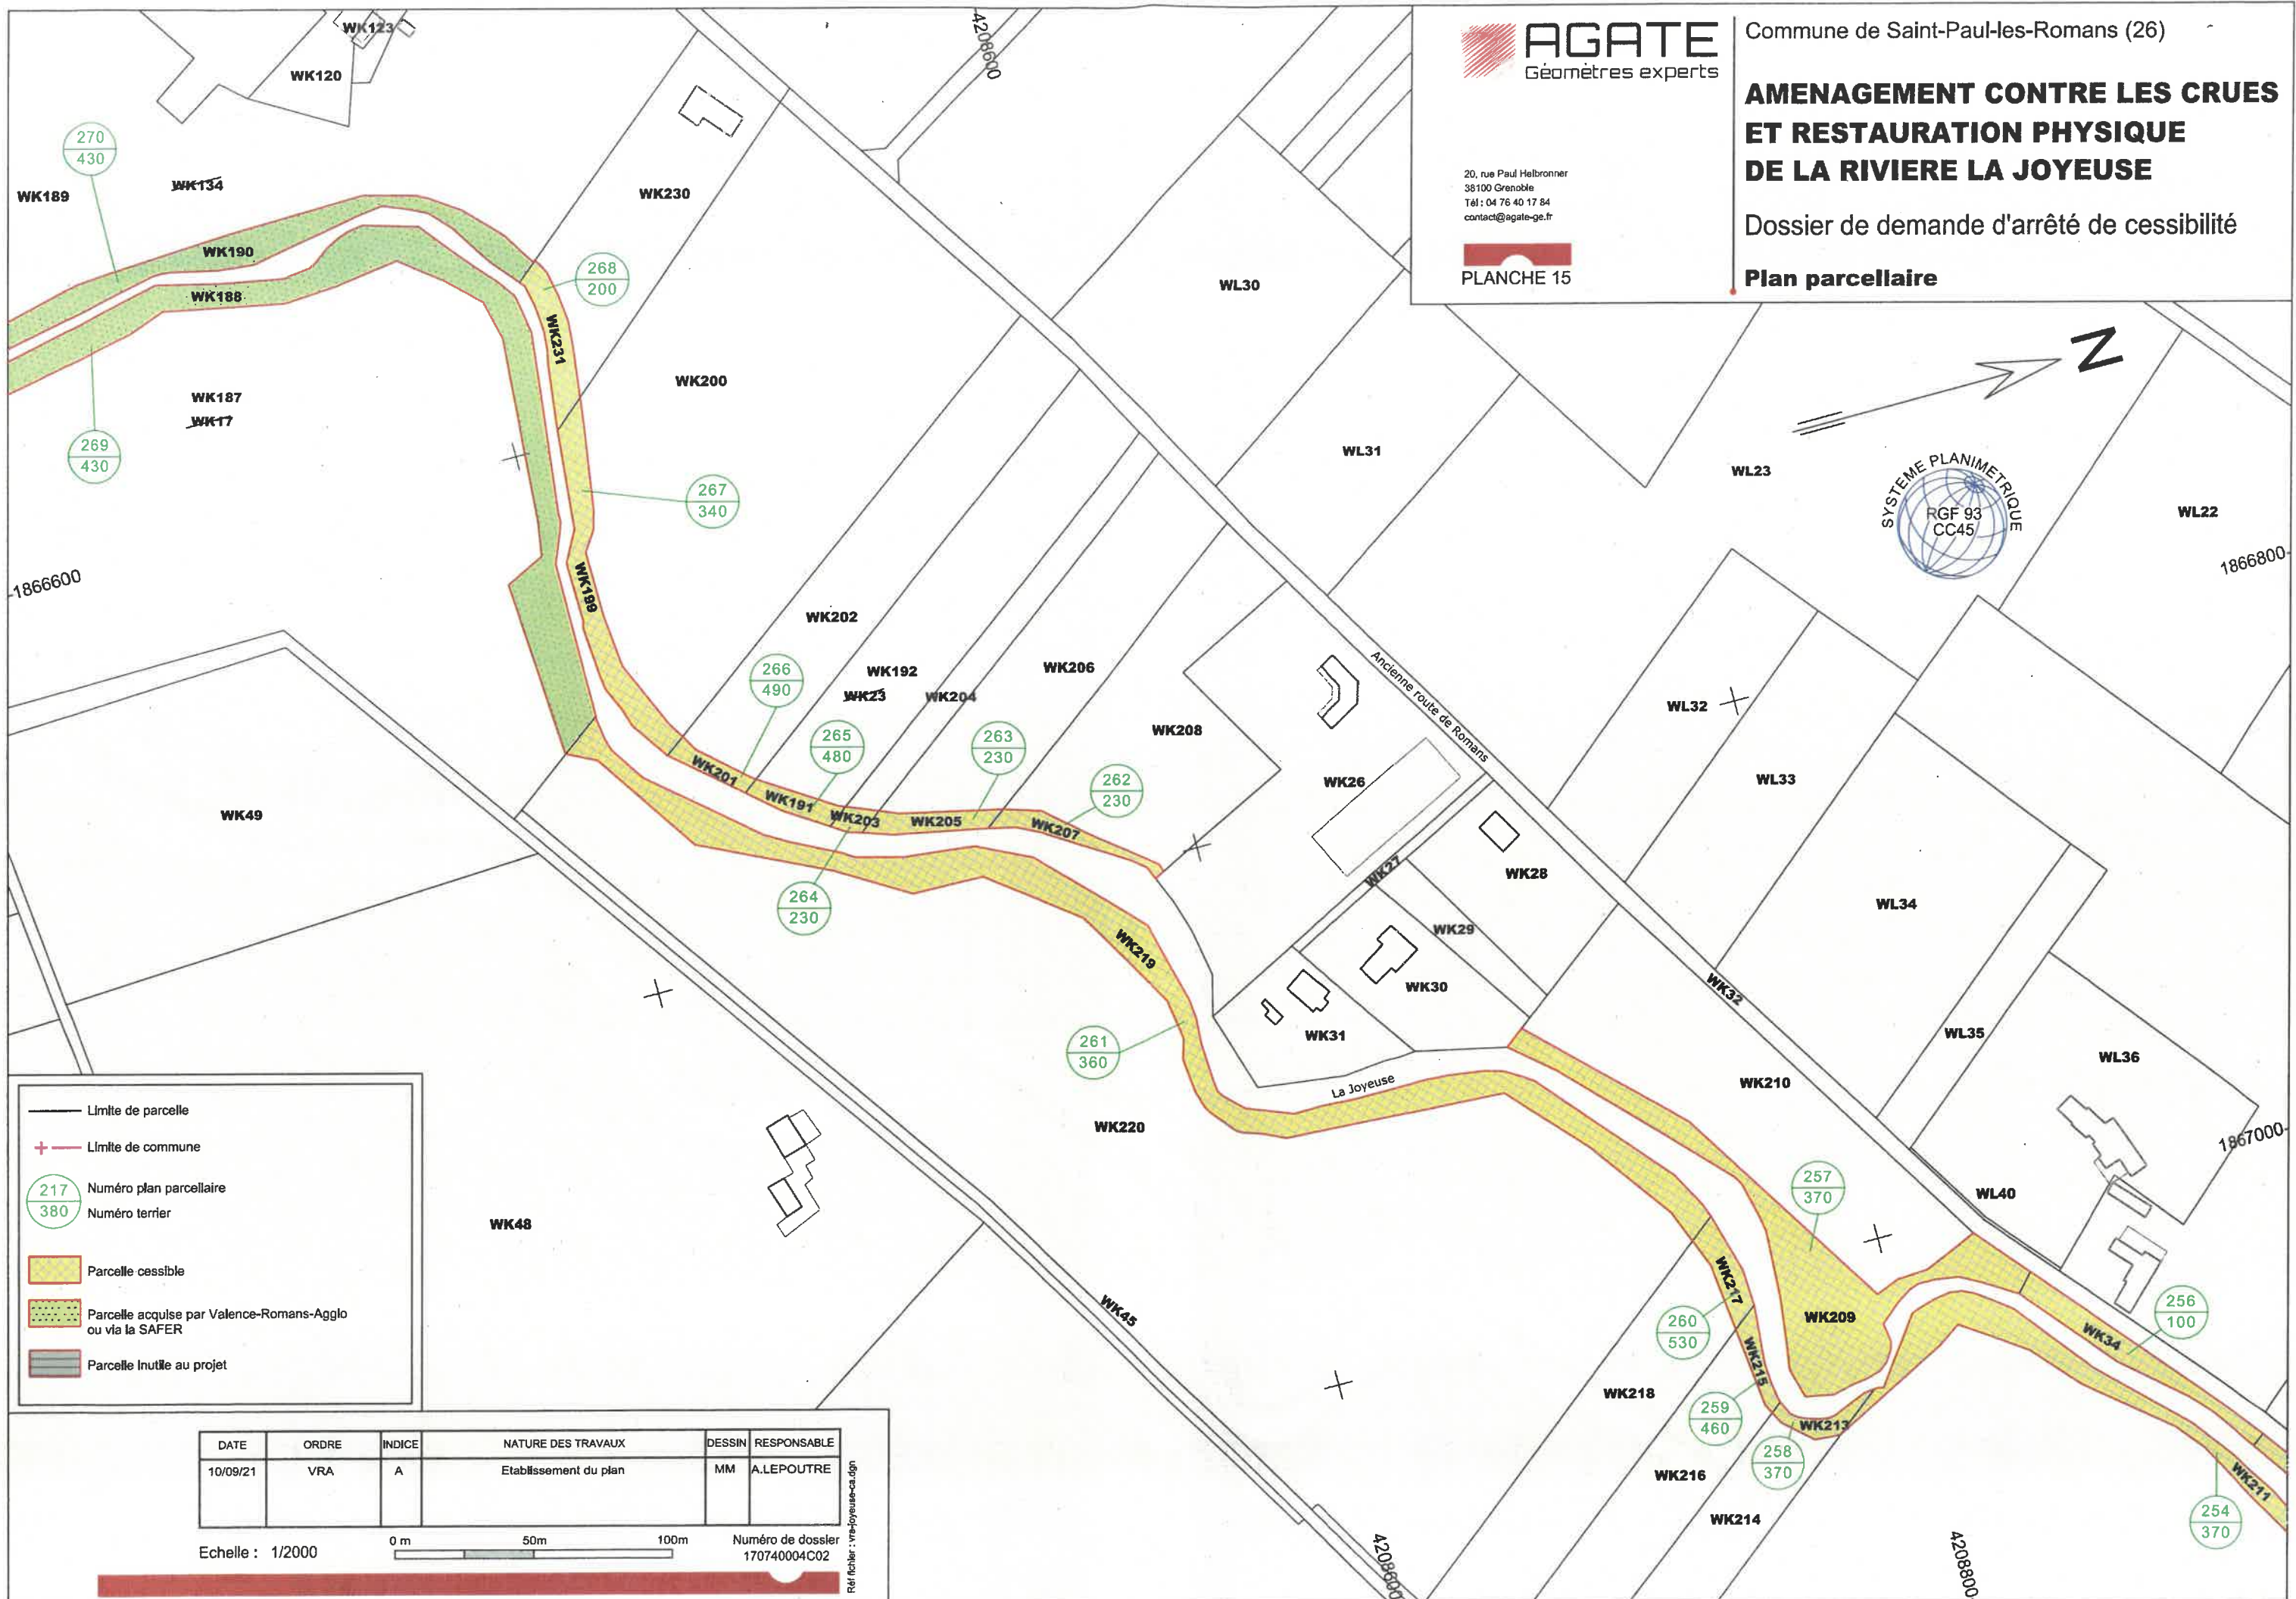 AGATE
Géomètres experts
20, rue Paul Helbronner
38100 Grenoble
Tél : 04 76 40 17 84
contact@agate-ge.fr
PLANCHE 15
Commune de Saint-Paul-les-Romans (26)
AMENAGEMENT CONTRE LES CRUES
ET RESTAURATION PHYSIQUE
DE LA RIVIERE LA JOYEUSE
Dossier de demande d'arrêté de cessibilité
Plan parcellaire
N
SYSTEME PLANIMETRIQUE
RGF 93
CC45
4208600
1866800
1866600
1867000
4208600
4208800
WK123
WK120
270
430
WK189
WK134
WK190
WK188
WK230
268
200
WK231
WK187
WK17
269
430
WK200
267
340
WK199
WL30
WL31
WL23
WL22
WK202
WK192
WK23
WK204
WK206
WK208
266
490
265
480
263
230
262
230
264
230
WK201
WK191
WK203
WK205
WK207
WK26
Ancienne route de Romans
WK27
WK28
WK29
WK30
WK31
WK32
WL32
WL33
WL34
WL35
WL36
WL40
WK49
WK219
261
360
La Joyeuse
WK220
WK210
257
370
WK209
WK217
260
530
WK215
259
460
WK213
258
370
WK218
WK216
WK214
256
100
WK34
WK211
254
370
WK48
WK45
Limite de parcelle
Limite de commune
217
380
Numéro plan parcellaire
Numéro terrier
Parcelle cessible
Parcelle acquise par Valence-Romans-Agglo
ou via la SAFER
Parcelle inutile au projet
DATE ORDRE INDICE NATURE DES TRAVAUX DESSIN RESPONSABLE
10/09/21 VRA A Etablissement du plan MM A.LEPOUTRE
Echelle : 1/2000
0 m 50m 100m
Numéro de dossier
170740004C02
Réf fichier : vra-joyeuse-ca.dgn